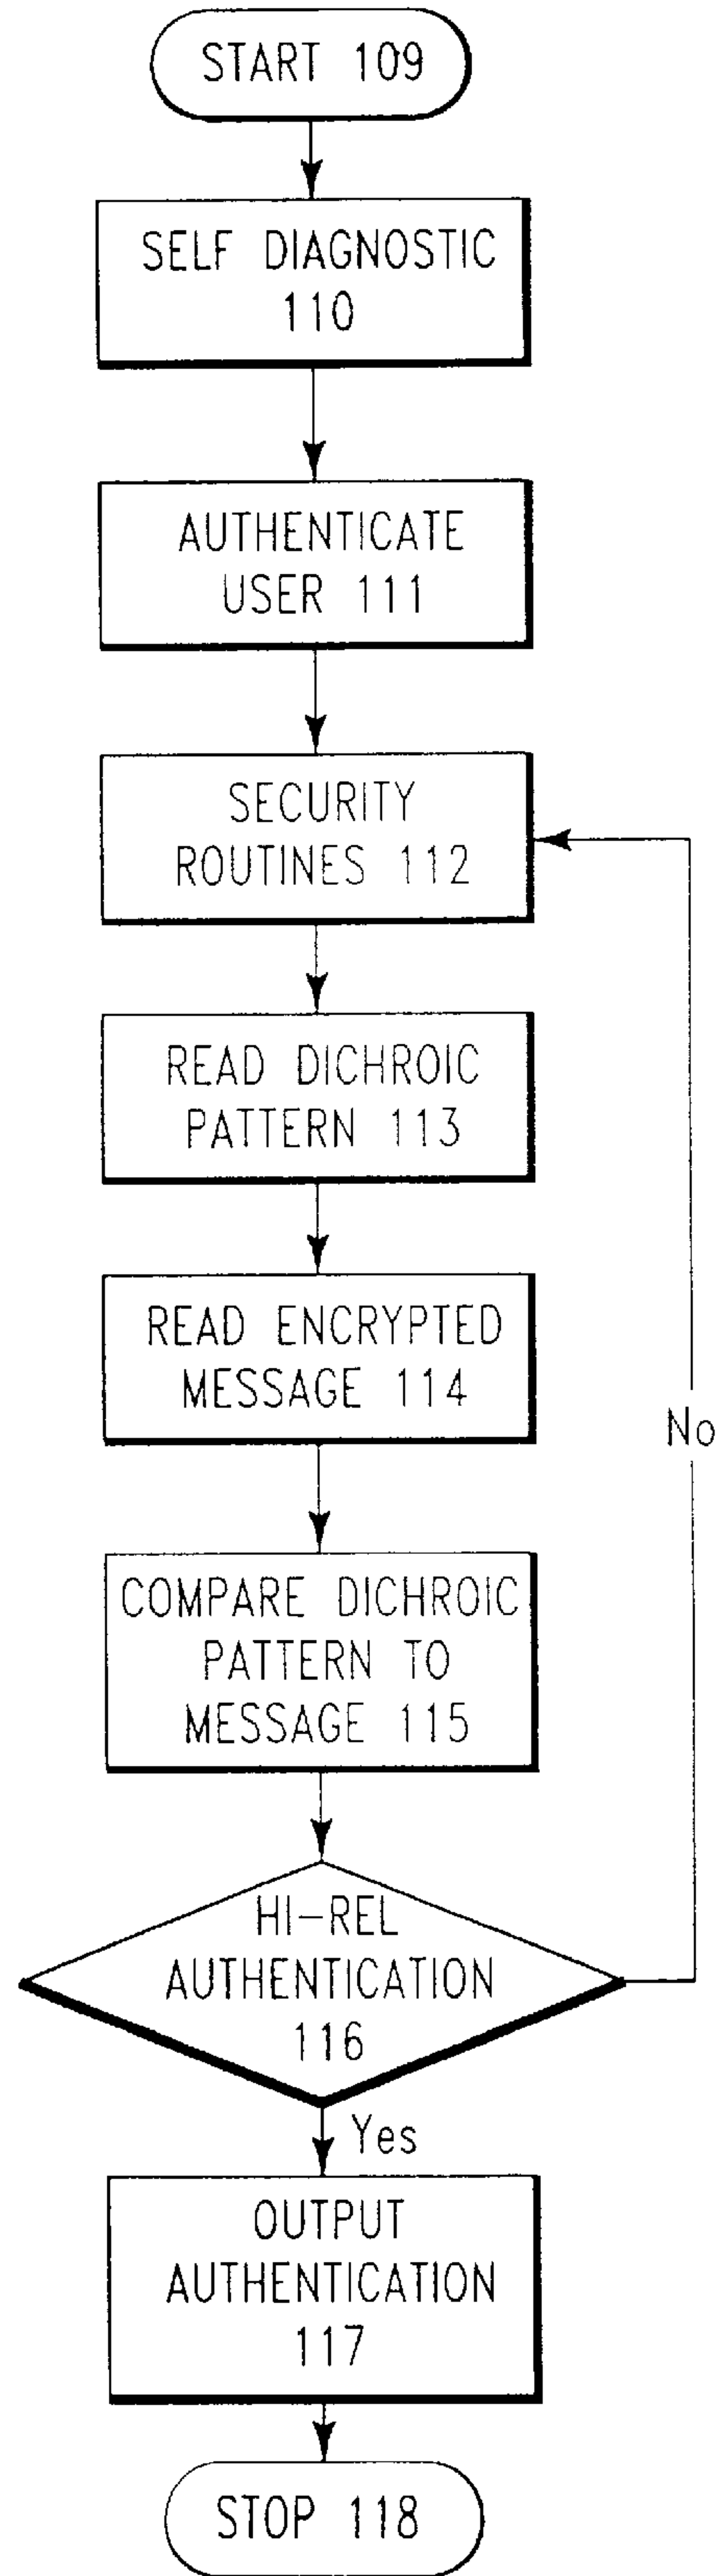 START 109
SELF DIAGNOSTIC
110
AUTHENTICATE
USER 111
SECURITY
ROUTINES 112
READ DICHROIC
PATTERN 113
READ ENCRYPTED
MESSAGE 114
No
COMPARE DICHROIC
PATTERN TO
MESSAGE 115
HI-REL
AUTHENTICATION
116
Yes
OUTPUT
AUTHENTICATION
117
STOP 118